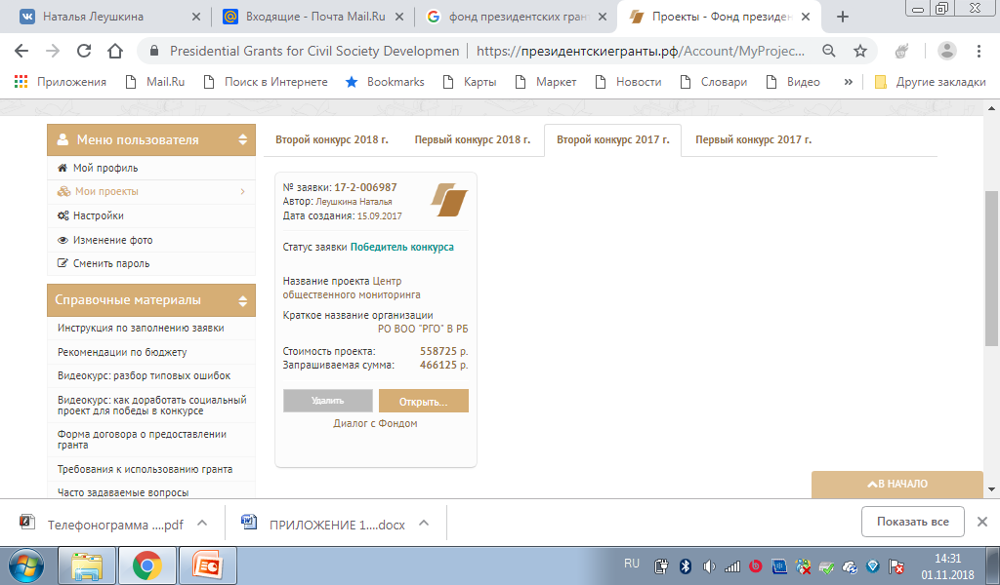 Наталья Леушкина
Входящие - Почта Mail.Ru
фонд президентских гран
Проекты - Фонд президен
Presidential Grants for Civil Society Developmen
https://президентскиегранты.рф/Account/MyProjec...
Приложения
Mail.Ru
Поиск в Интернете
Bookmarks
Карты
Маркет
Новости
Словари
Видео
»
Другие закладки
Меню пользователя
Мой профиль
Мои проекты
Настройки
Изменение фото
Сменить пароль
Справочные материалы
Инструкция по заполнению заявки
Рекомендации по бюджету
Видеокурс: разбор типовых ошибок
Видеокурс: как доработать социальный
проект для победы в конкурсе
Форма договора о предоставлении
гранта
Требования к использованию гранта
Часто задаваемые вопросы
Второй конкурс 2018 г.
Первый конкурс 2018 г.
Второй конкурс 2017 г.
Первый конкурс 2017 г.
№ заявки: 17-2-006987
Автор: Леушкина Наталья
Дата создания: 15.09.2017
Статус заявки Победитель конкурса
Название проекта Центр
общественного мониторинга
Краткое название организации
РО ВОО "РГО" В РБ
Стоимость проекта: 558725 р.
Запрашиваемая сумма: 466125 р.
Удалить
Открыть...
Диалог с Фондом
В НАЧАЛО
Телефонограмма ....pdf
ПРИЛОЖЕНИЕ 1....docx
Показать все
RU
14:31
01.11.2018